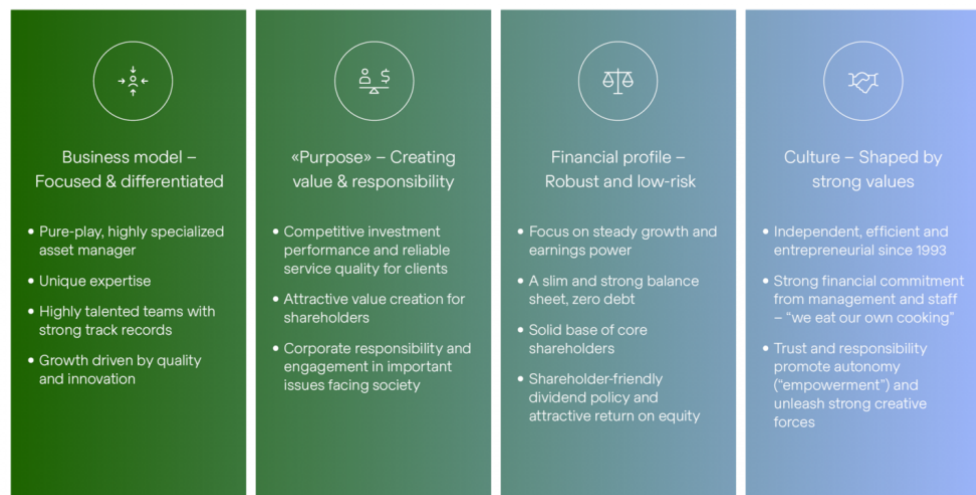 Business model –
Focused & differentiated
• Pure-play, highly specialized
asset manager
• Unique expertise
• Highly talented teams with
strong track records
• Growth driven by quality
and innovation
«Purpose» – Creating
value & responsibility
• Competitive investment
performance and reliable
service quality for clients
• Attractive value creation for
shareholders
• Corporate responsibility and
engagement in important
issues facing society
Financial profile –
Robust and low-risk
• Focus on steady growth and
earnings power
• A slim and strong balance
sheet, zero debt
• Solid base of core
shareholders
• Shareholder-friendly
dividend policy and
attractive return on equity
Culture – Shaped by
strong values
• Independent, efficient and
entrepreneurial since 1993
• Strong financial commitment
from management and staff
– “we eat our own cooking”
• Trust and responsibility
promote autonomy
(“empowerment”) and
unleash strong creative
forces